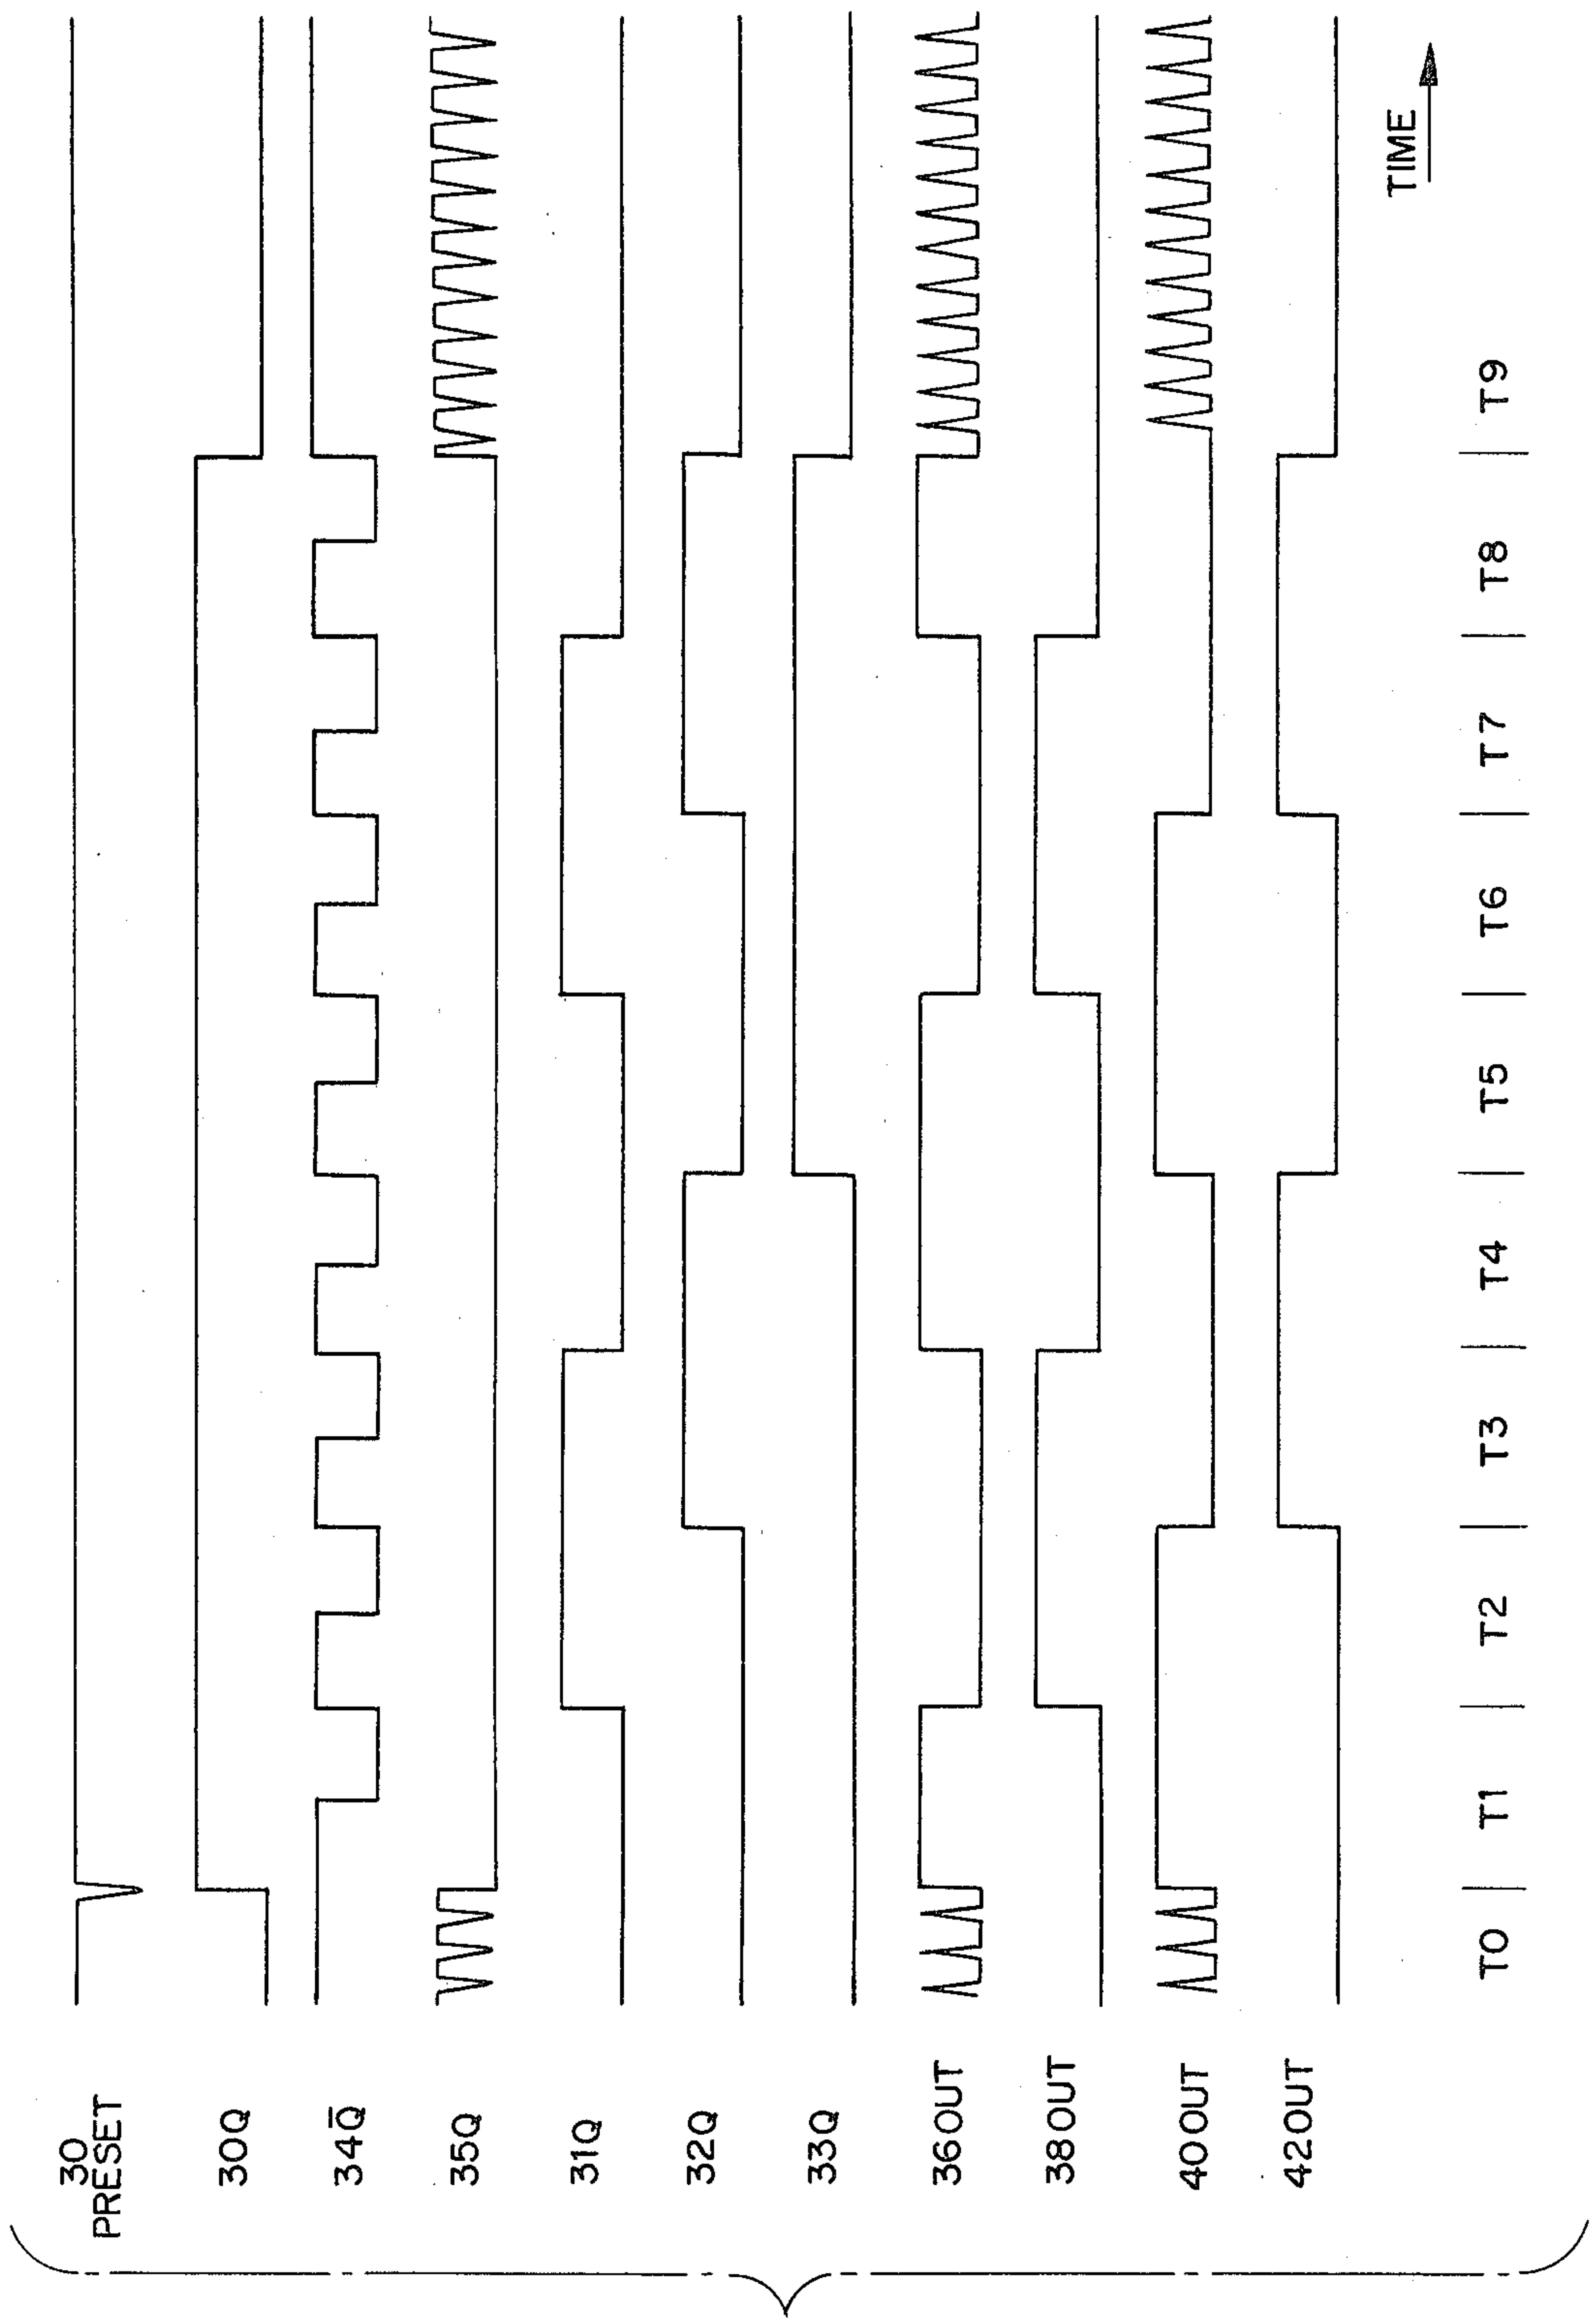 30
PRESET
30Q
34Q̅
35Q
31Q
32Q
33Q
36OUT
38OUT
40OUT
42OUT
T0 T1 T2 T3 T4 T5 T6 T7 T8 T9
TIME